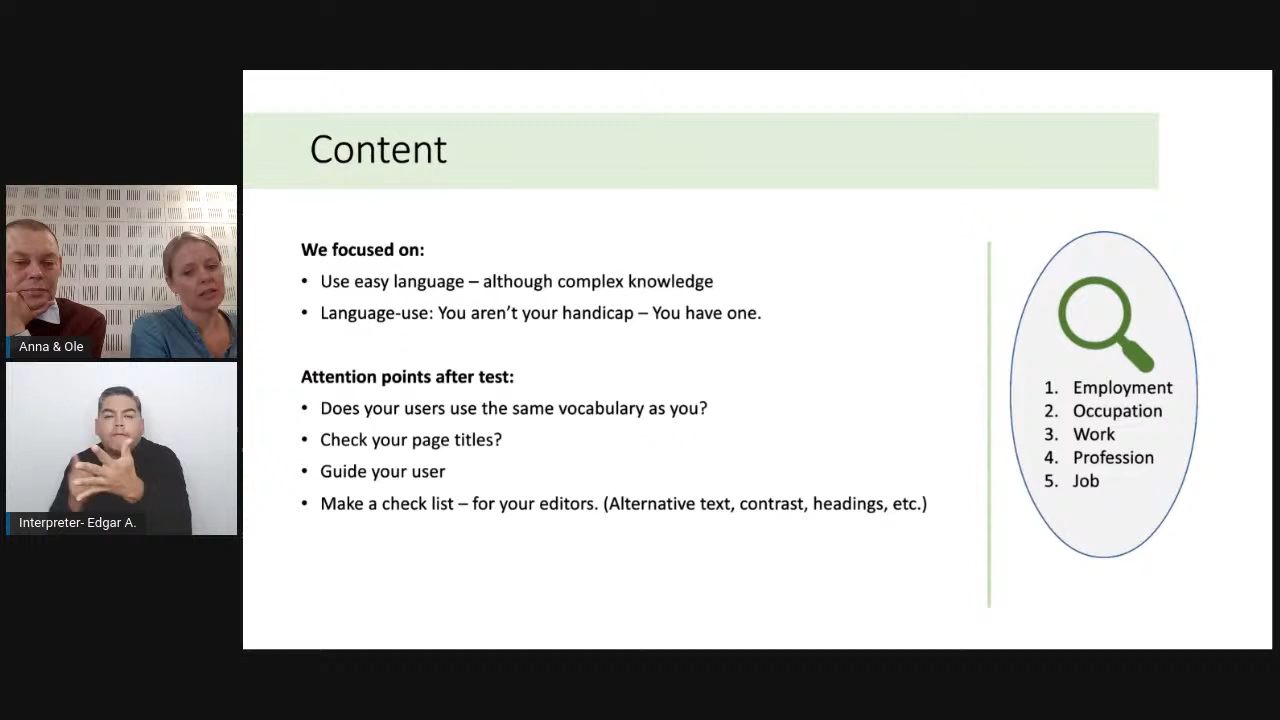 Content
We focused on:
• Use easy language – although complex knowledge
• Language-use: You aren't your handicap – You have one.
Attention points after test:
• Does your users use the same vocabulary as you?
• Check your page titles?
• Guide your user
• Make a check list – for your editors. (Alternative text, contrast, headings, etc.)
1. Employment
2. Occupation
3. Work
4. Profession
5. Job
Anna & Ole
Interpreter- Edgar A.